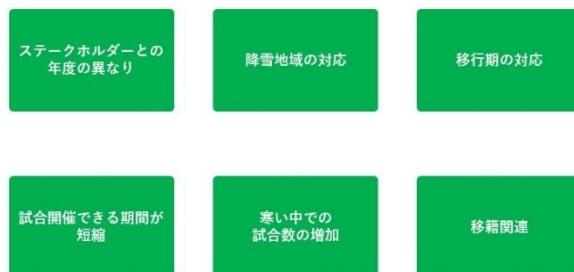 ステークホルダーとの
年度の異なり
降雪地域の対応
移行期の対応
試合開催できる期間が
短縮
寒い中での
試合数の増加
移籍関連